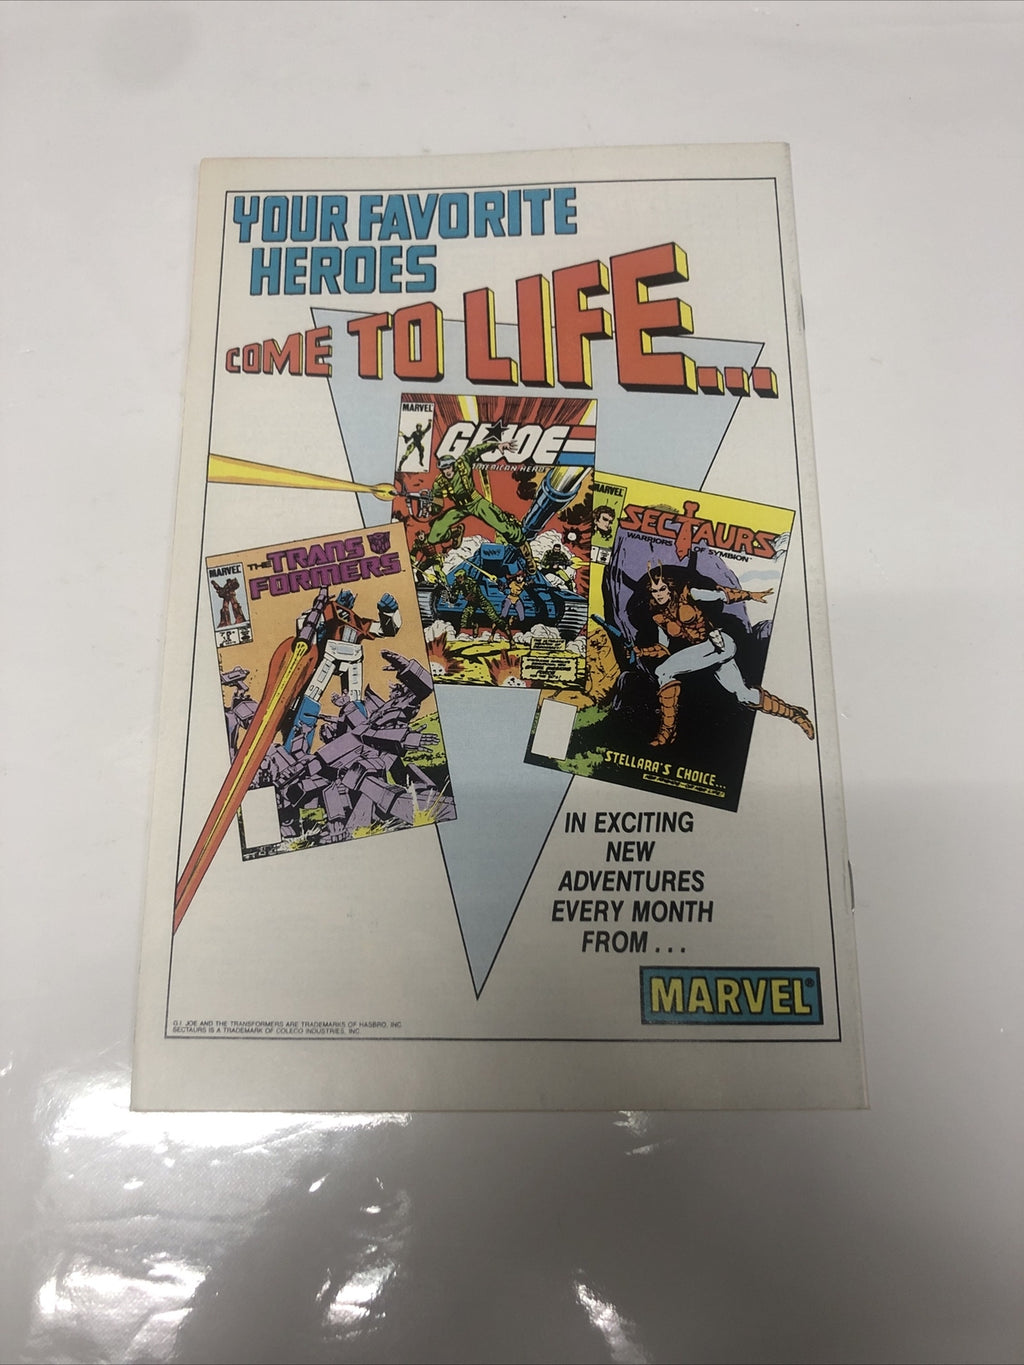 YOUR FAVORITE
HEROES
COME TO LIFE...
MARVEL
G.I. JOE
AMERICAN HERO
MARVEL
SECTAURS
WARRIORS OF SYMBION
MARVEL
THE TRANS
FORMERS
STELLARA'S CHOICE...
IN EXCITING
NEW
ADVENTURES
EVERY MONTH
FROM...
MARVEL®
G.I. JOE AND THE TRANSFORMERS ARE TRADEMARKS OF HASBRO, INC.
SECTAURS IS A TRADEMARK OF COLECO INDUSTRIES, INC.